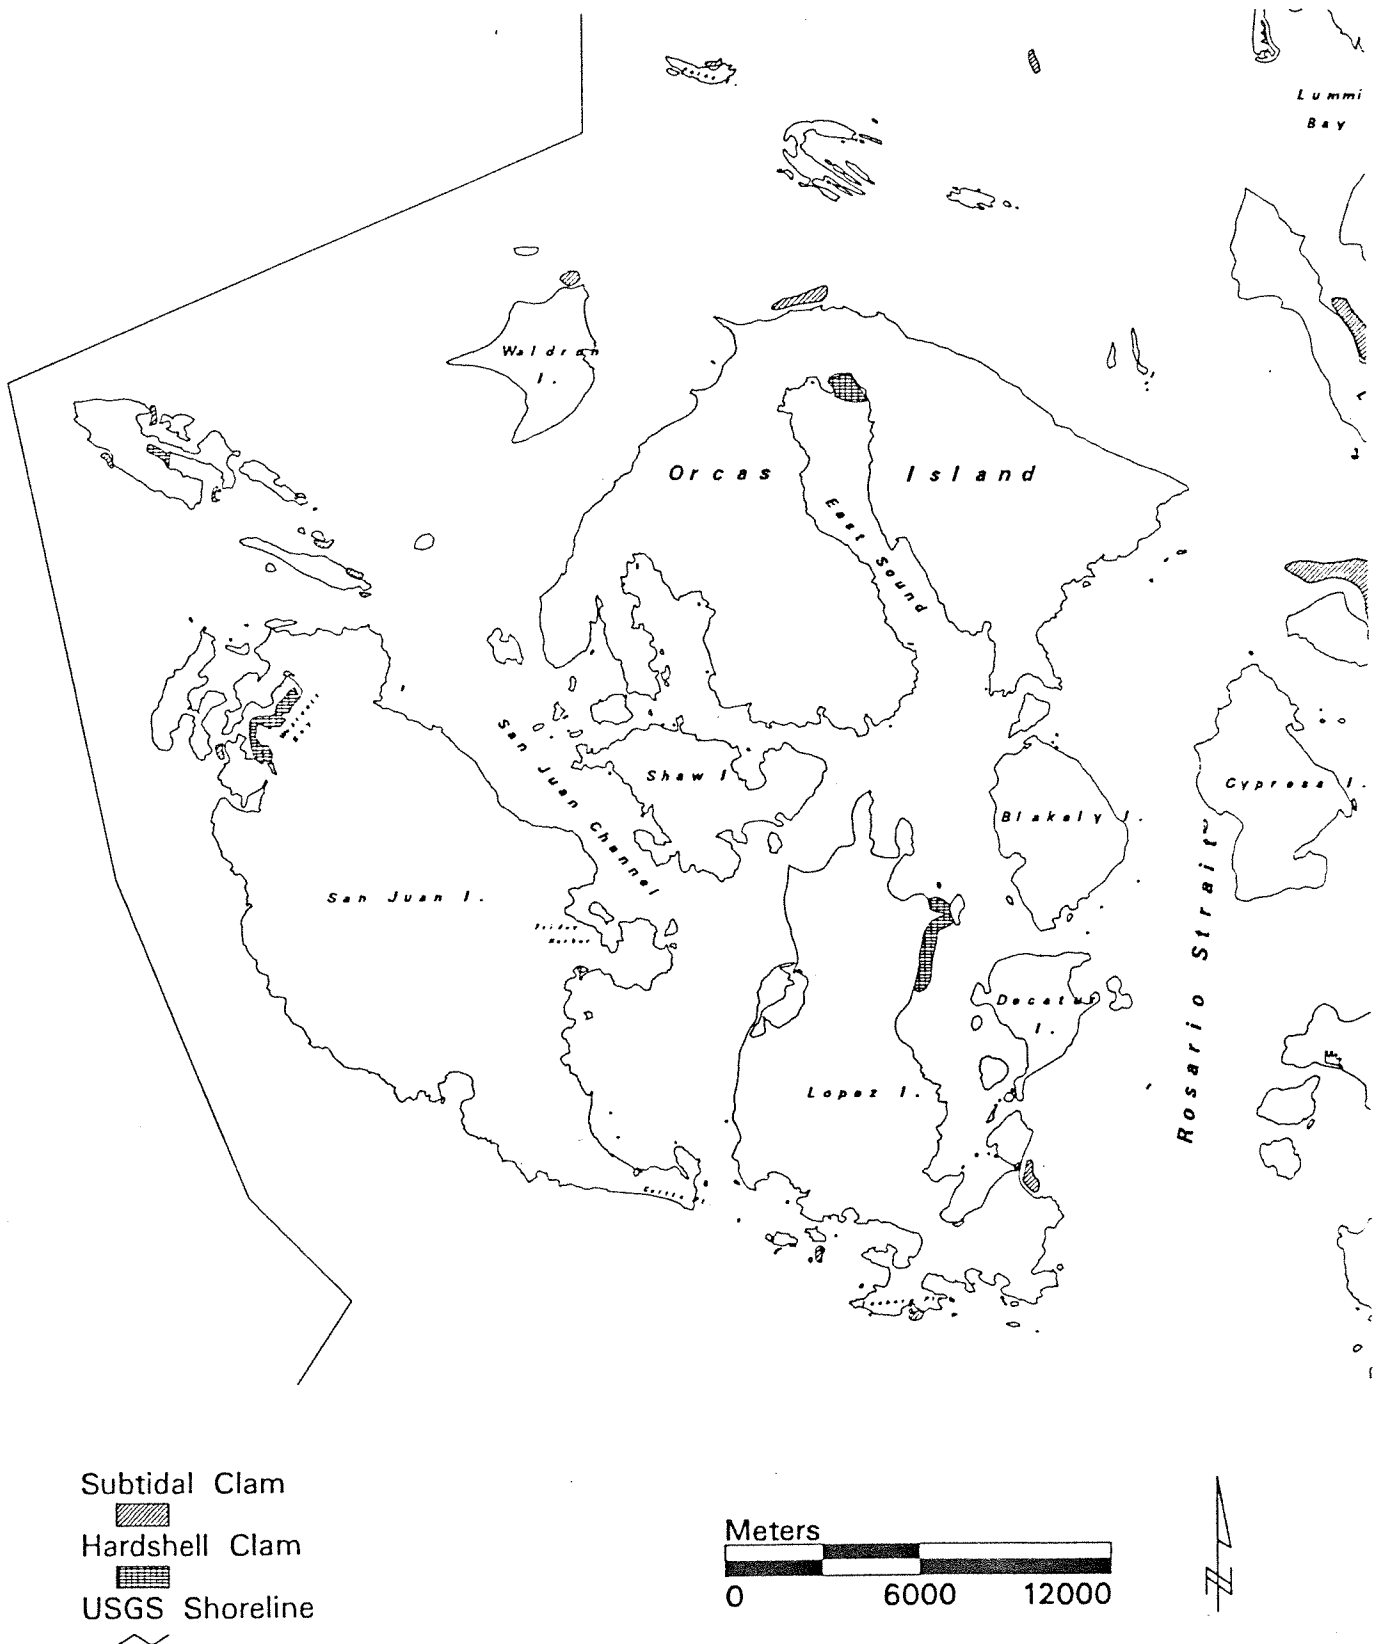 Lummi
Bay
Waldron
I.
Orcas Island
East Sound
San Juan Channel
Shaw I
Cypress I.
Blakely I.
San Juan I.
Rosario Strait
Decatur
I.
Lopez I.
Subtidal Clam
Hardshell Clam
USGS Shoreline
Meters
0 6000 12000